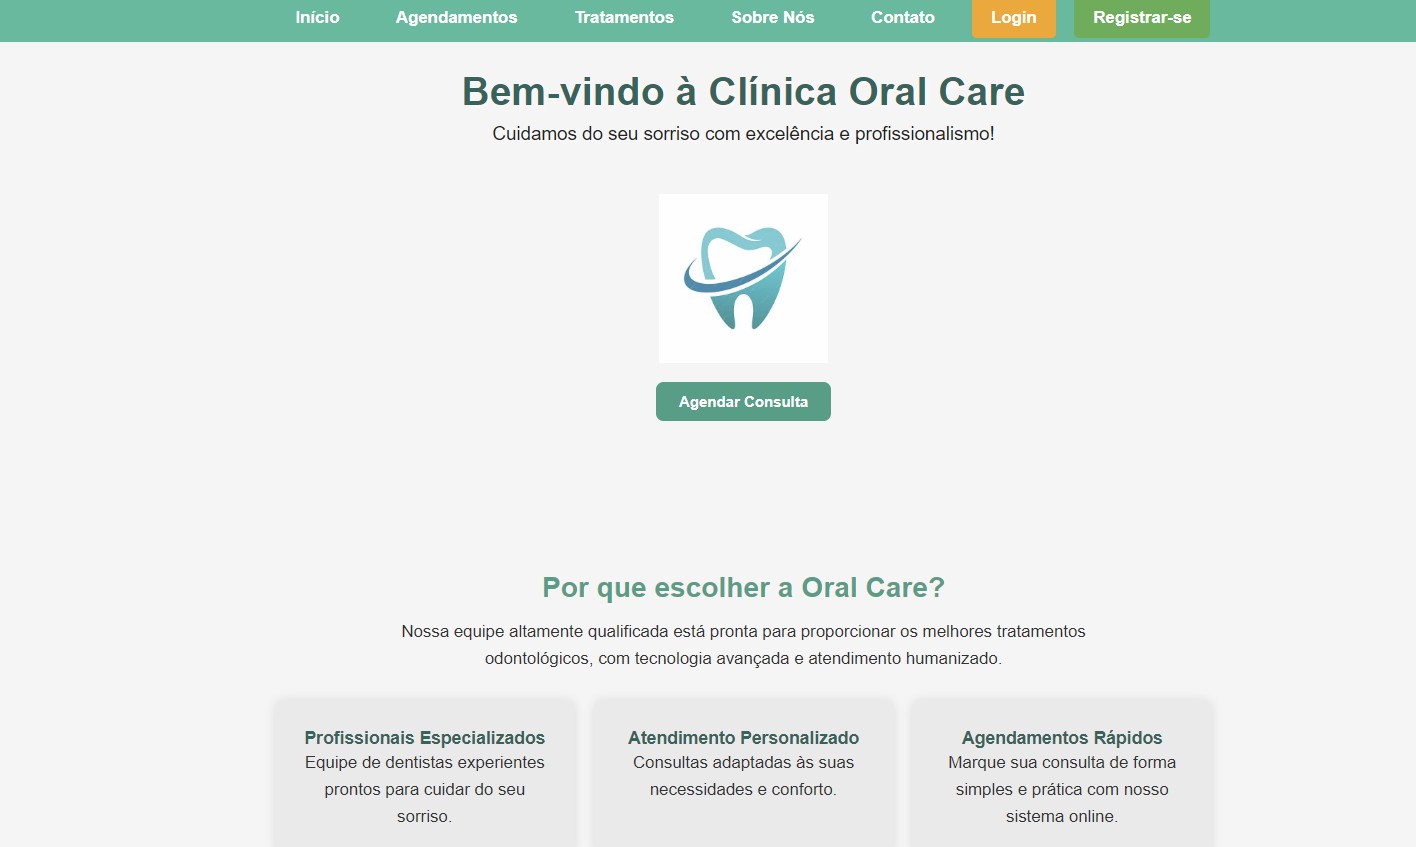 Início Agendamentos Tratamentos Sobre Nós Contato Login Registrar-se
Bem-vindo à Clínica Oral Care
Cuidamos do seu sorriso com excelência e profissionalismo!
Agendar Consulta
Por que escolher a Oral Care?
Nossa equipe altamente qualificada está pronta para proporcionar os melhores tratamentos
odontológicos, com tecnologia avançada e atendimento humanizado.
Profissionais Especializados
Equipe de dentistas experientes
prontos para cuidar do seu
sorriso.
Atendimento Personalizado
Consultas adaptadas às suas
necessidades e conforto.
Agendamentos Rápidos
Marque sua consulta de forma
simples e prática com nosso
sistema online.